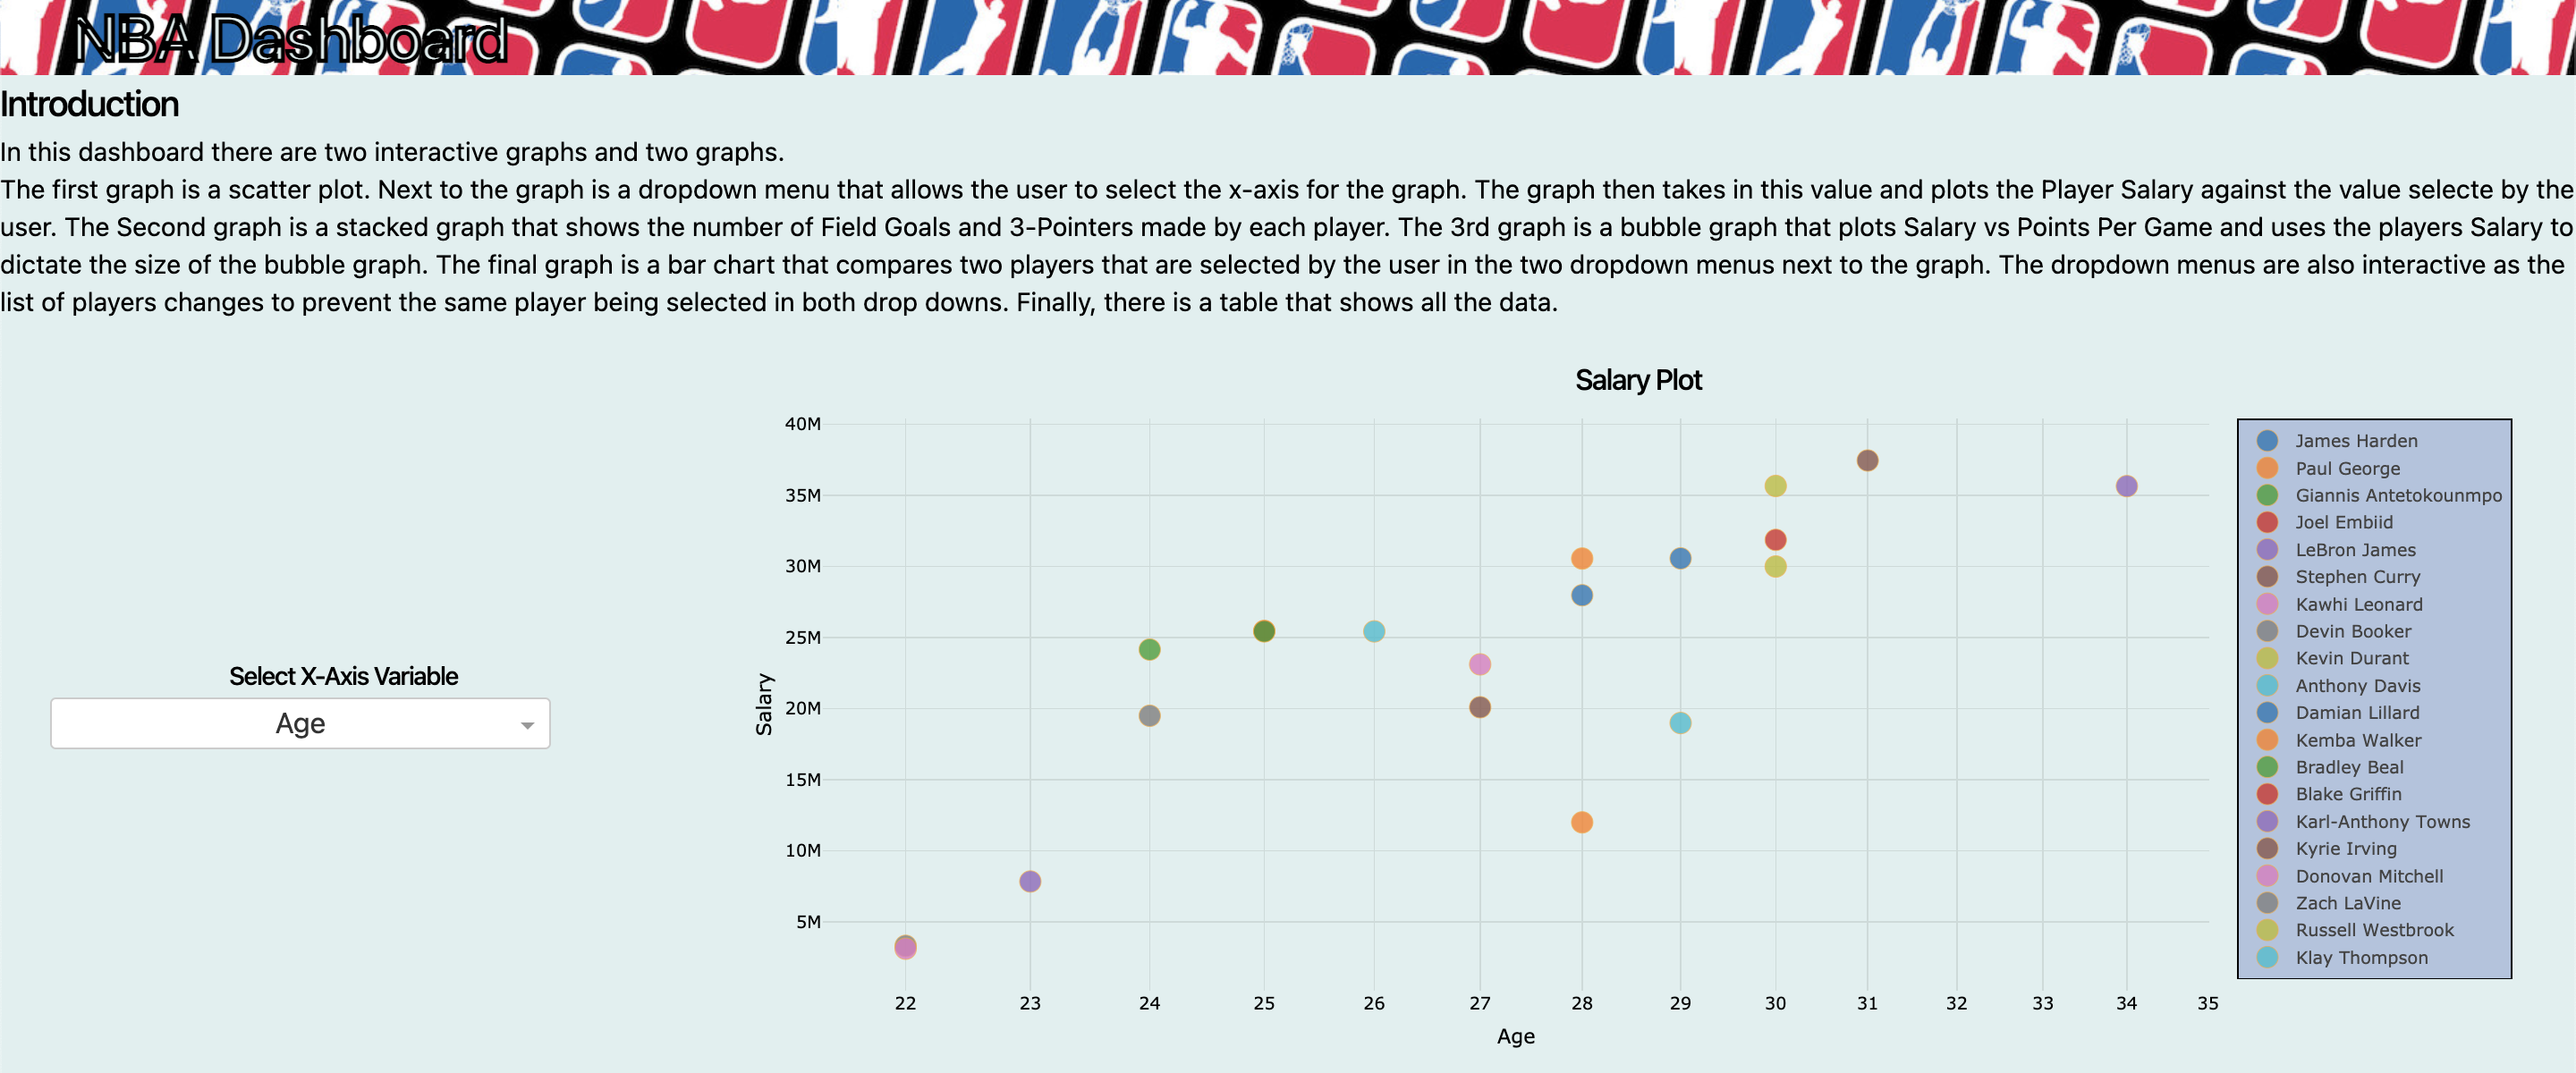 NBA Dashboard
Introduction
In this dashboard there are two interactive graphs and two graphs.
The first graph is a scatter plot. Next to the graph is a dropdown menu that allows the user to select the x-axis for the graph. The graph then takes in this value and plots the Player Salary against the value selecte by the
user. The Second graph is a stacked graph that shows the number of Field Goals and 3-Pointers made by each player. The 3rd graph is a bubble graph that plots Salary vs Points Per Game and uses the players Salary to
dictate the size of the bubble graph. The final graph is a bar chart that compares two players that are selected by the user in the two dropdown menus next to the graph. The dropdown menus are also interactive as the
list of players changes to prevent the same player being selected in both drop downs. Finally, there is a table that shows all the data.
Select X-Axis Variable
Age
Salary Plot
Salary
40M
35M
30M
25M
20M
15M
10M
5M
22 23 24 25 26 27 28 29 30 31 32 33 34 35
Age
James Harden
Paul George
Giannis Antetokounmpo
Joel Embiid
LeBron James
Stephen Curry
Kawhi Leonard
Devin Booker
Kevin Durant
Anthony Davis
Damian Lillard
Kemba Walker
Bradley Beal
Blake Griffin
Karl-Anthony Towns
Kyrie Irving
Donovan Mitchell
Zach LaVine
Russell Westbrook
Klay Thompson